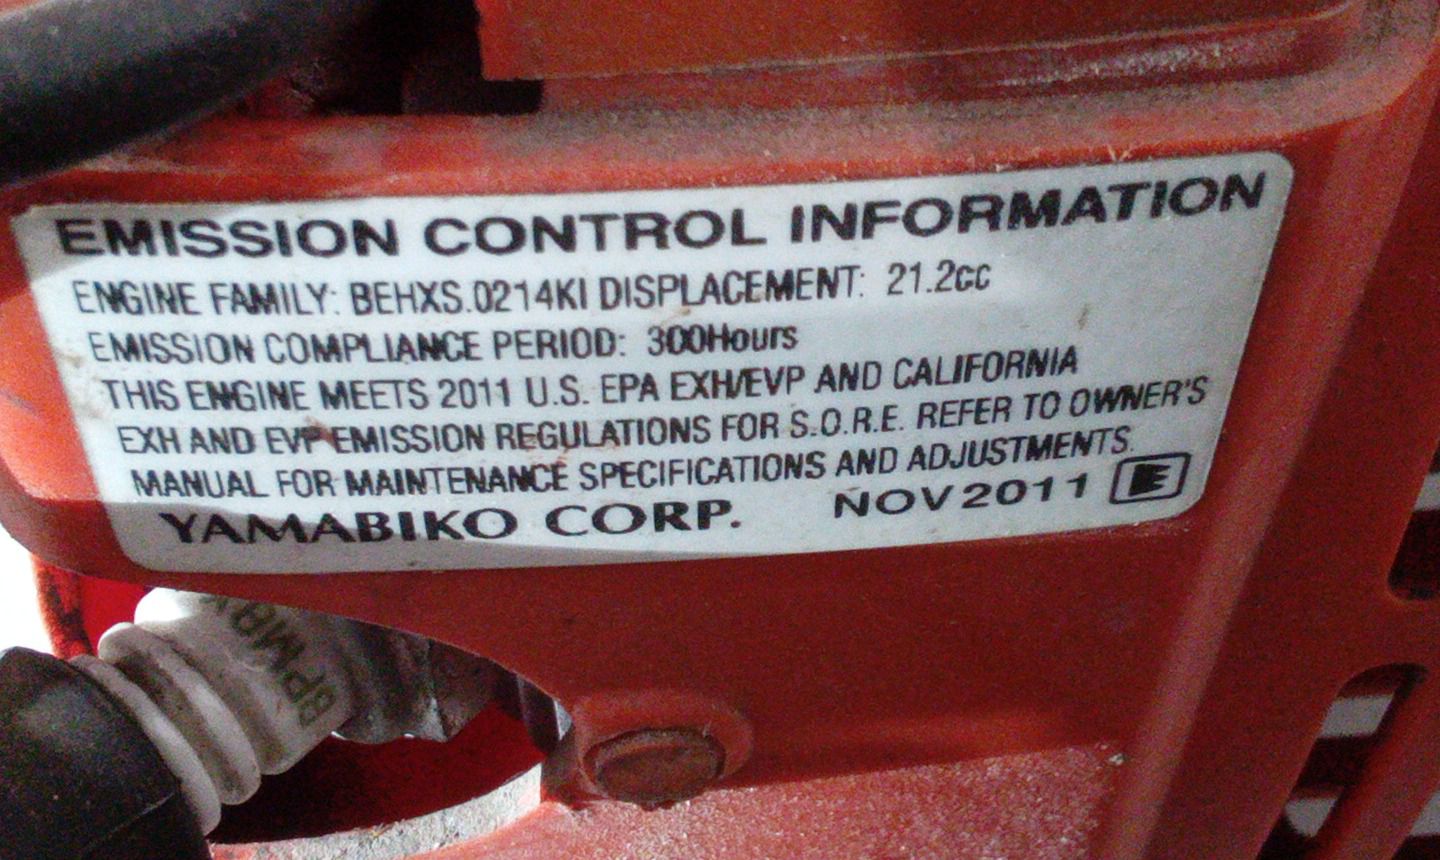 EMISSION CONTROL INFORMATION
ENGINE FAMILY: BEHXS.0214KI DISPLACEMENT: 21.2cc
EMISSION COMPLIANCE PERIOD: 300Hours
THIS ENGINE MEETS 2011 U.S. EPA EXH/EVP AND CALIFORNIA
EXH AND EVP EMISSION REGULATIONS FOR S.O.R.E. REFER TO OWNER'S
MANUAL FOR MAINTENANCE SPECIFICATIONS AND ADJUSTMENTS.
YAMABIKO CORP. NOV 2011 E